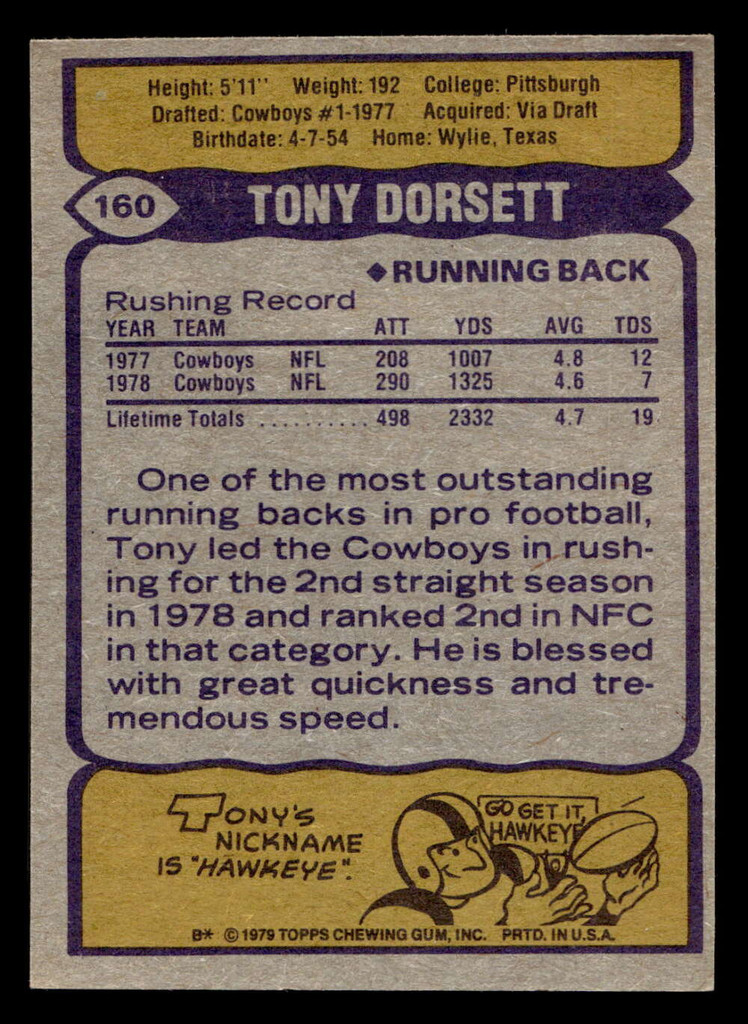 Height: 5'11" Weight: 192 College: Pittsburgh
Drafted: Cowboys #1-1977 Acquired: Via Draft
Birthdate: 4-7-54 Home: Wylie, Texas
160 TONY DORSETT
◆RUNNING BACK
Rushing Record
YEAR TEAM ATT YDS AVG TDS
1977 Cowboys NFL 208 1007 4.8 12
1978 Cowboys NFL 290 1325 4.6 7
Lifetime Totals .......... 498 2332 4.7 19
One of the most outstanding
running backs in pro football,
Tony led the Cowboys in rush-
ing for the 2nd straight season
in 1978 and ranked 2nd in NFC
in that category. He is blessed
with great quickness and tre-
mendous speed.
TONY'S
NICKNAME
IS "HAWKEYE".
GO GET IT,
HAWKEYE
B* © 1979 TOPPS CHEWING GUM, INC. PRTD. IN U.S.A.